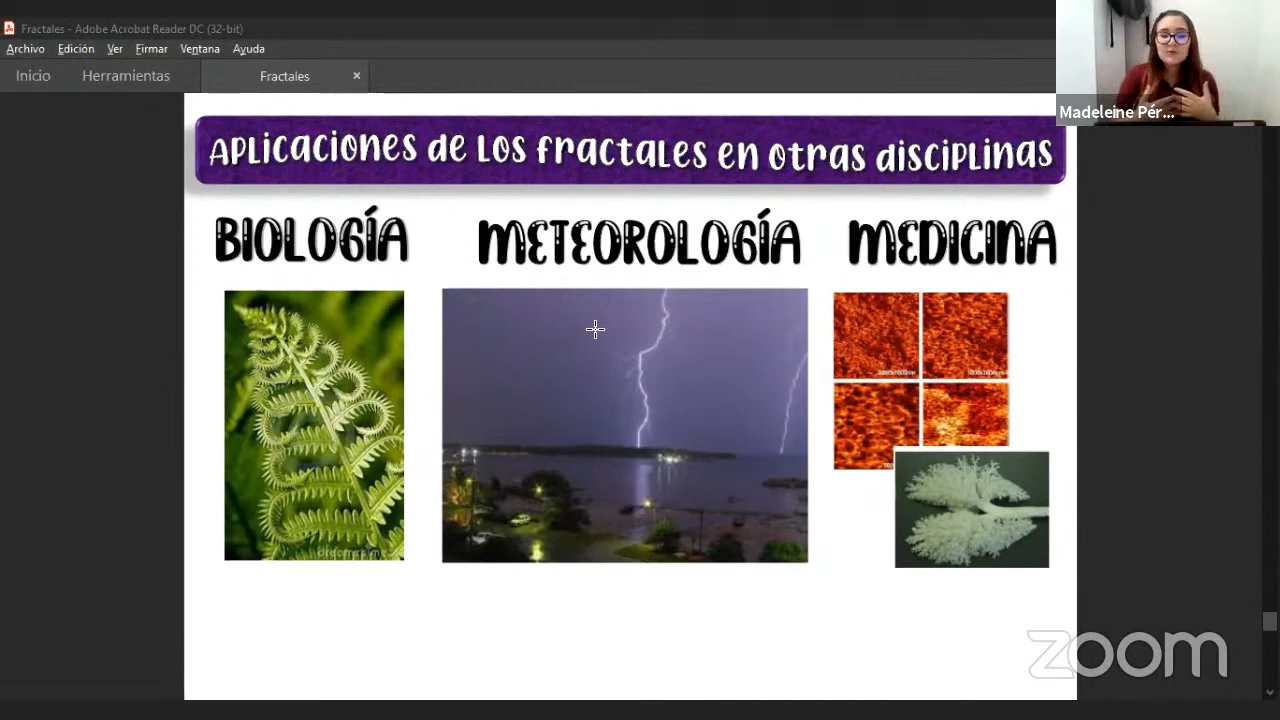 Fractales - Adobe Acrobat Reader DC (32-bit)
Archivo Edición Ver Firmar Ventana Ayuda
Inicio Herramientas Fractales ×
Madeleine Pér...
APLICACIONES DE LOS FRACTALES EN OTRAS DISCIPLINAS
BIOLOGÍA METEOROLOGÍA MEDICINA
zoom